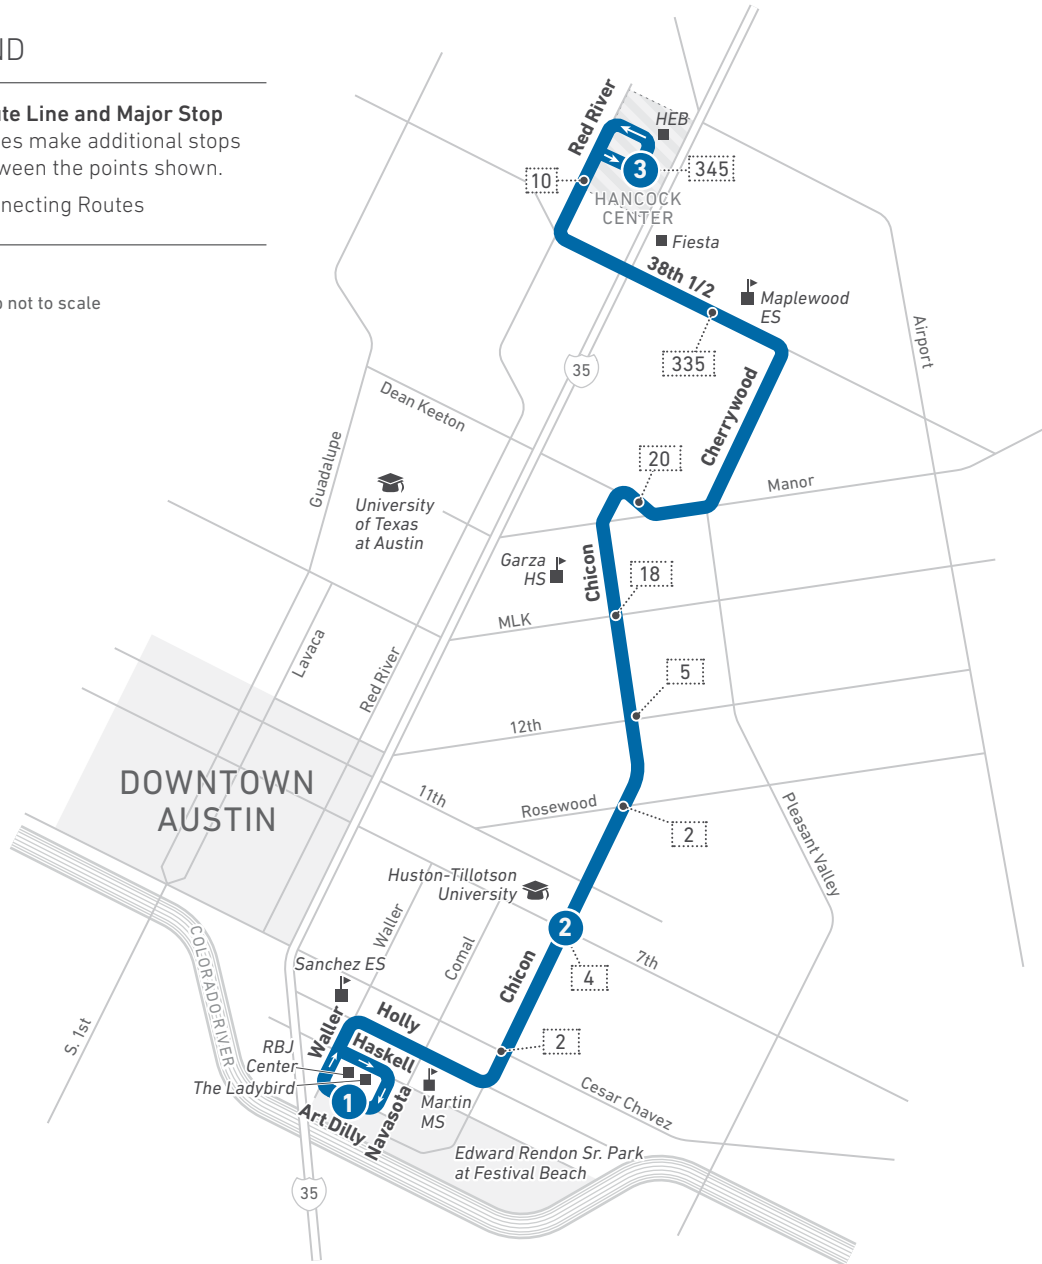 ND
te Line and Major Stop
es make additional stops
ween the points shown.
necting Routes
o not to scale
Red River
HEB
3
345
10
HANCOCK
CENTER
Fiesta
38th 1/2
Maplewood
ES
Airport
335
35
Cherrywood
Dean Keeton
Guadalupe
20
Manor
University
of Texas
at Austin
Garza
HS
Chicon
18
MLK
Lavaca
Red River
5
12th
DOWNTOWN
AUSTIN
11th
Rosewood
2
Pleasant Valley
Huston-Tillotson
University
Waller
2
Comal
7th
4
Chicon
COLORADO RIVER
Sanchez ES
S. 1st
Waller
Holly
2
Haskell
RBJ
Center
The Ladybird
1
Cesar Chavez
Martin
MS
Navasota
Art Dilly
Edward Rendon Sr. Park
at Festival Beach
35